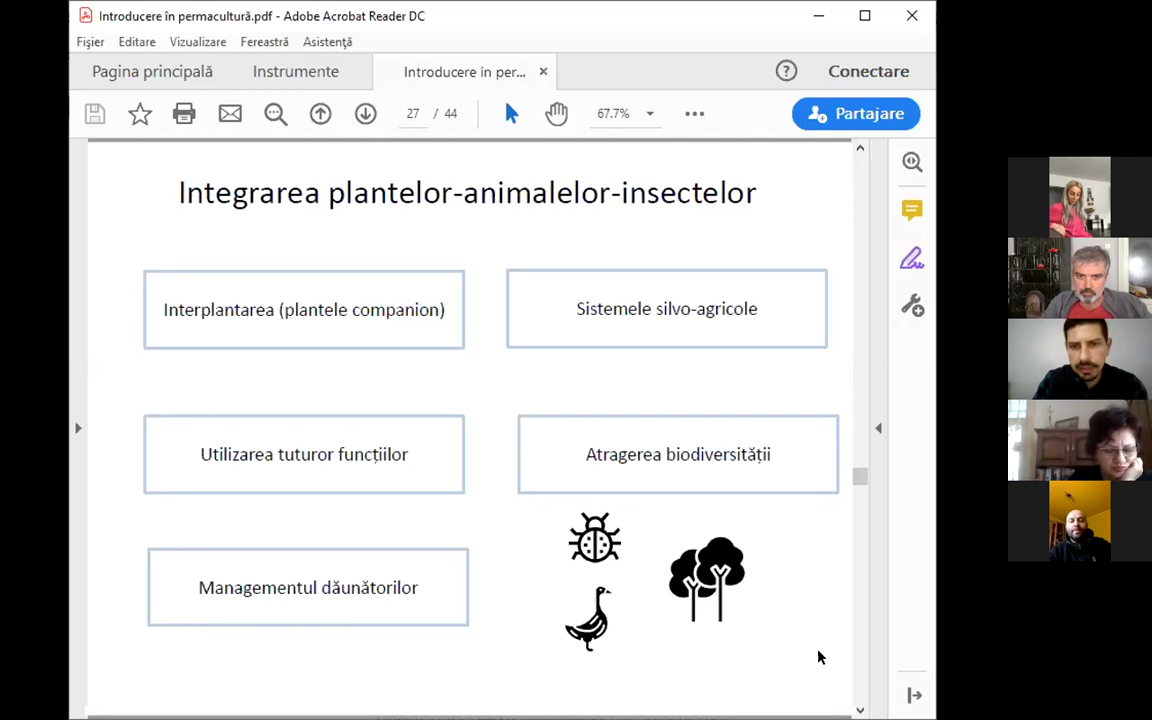 Introducere în permacultură.pdf - Adobe Acrobat Reader DC
Fișier Editare Vizualizare Fereastră Asistență
Pagina principală Instrumente Introducere în per... Conectare
27 / 44 67.7% Partajare
Integrarea plantelor-animalelor-insectelor
Interplantarea (plantele companion)
Sistemele silvo-agricole
Utilizarea tuturor funcțiilor
Atragerea biodiversității
Managementul dăunătorilor